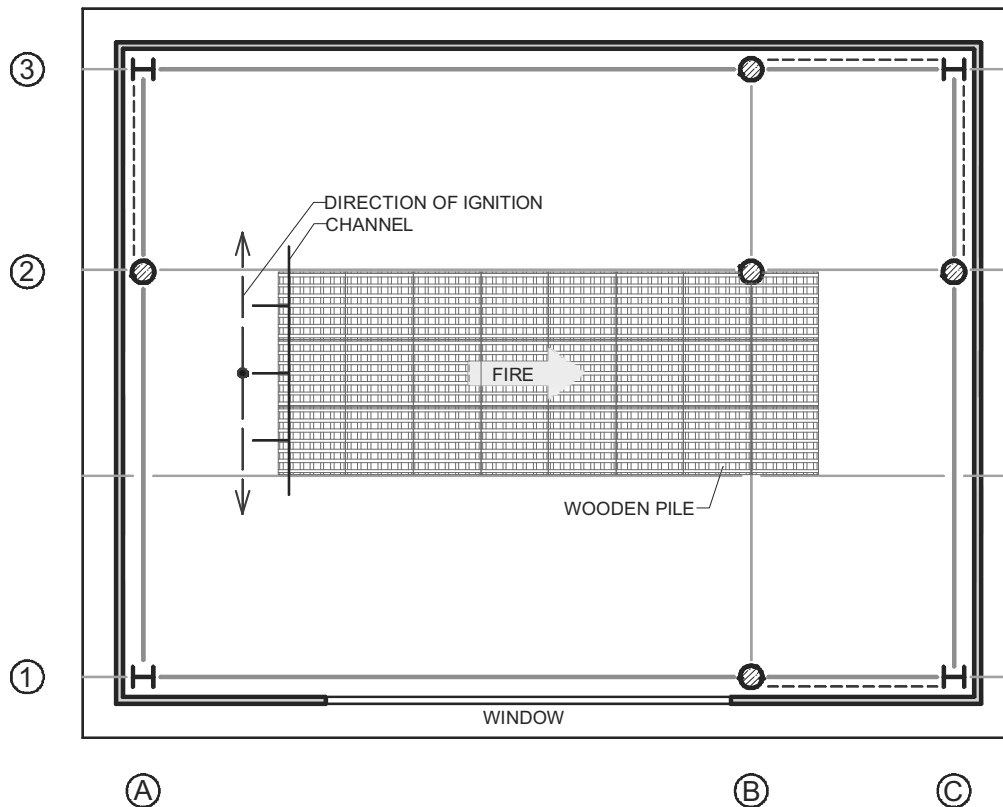 3
DIRECTION OF IGNITION
CHANNEL
2
FIRE
WOODEN PILE
1
WINDOW
A
B
C